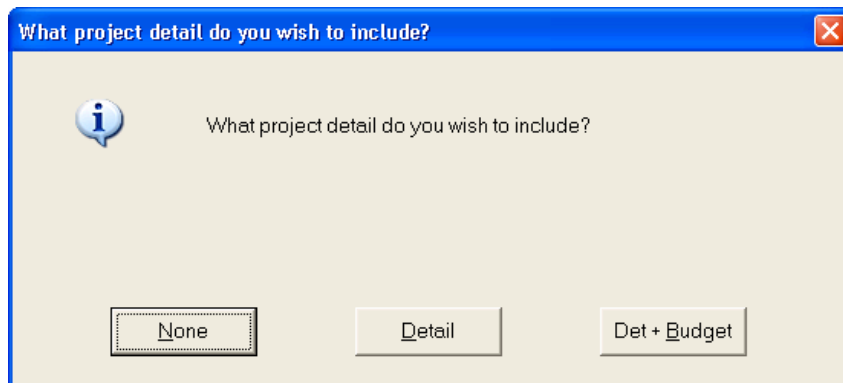 What project detail do you wish to include?
What project detail do you wish to include?
None Detail Det + Budget